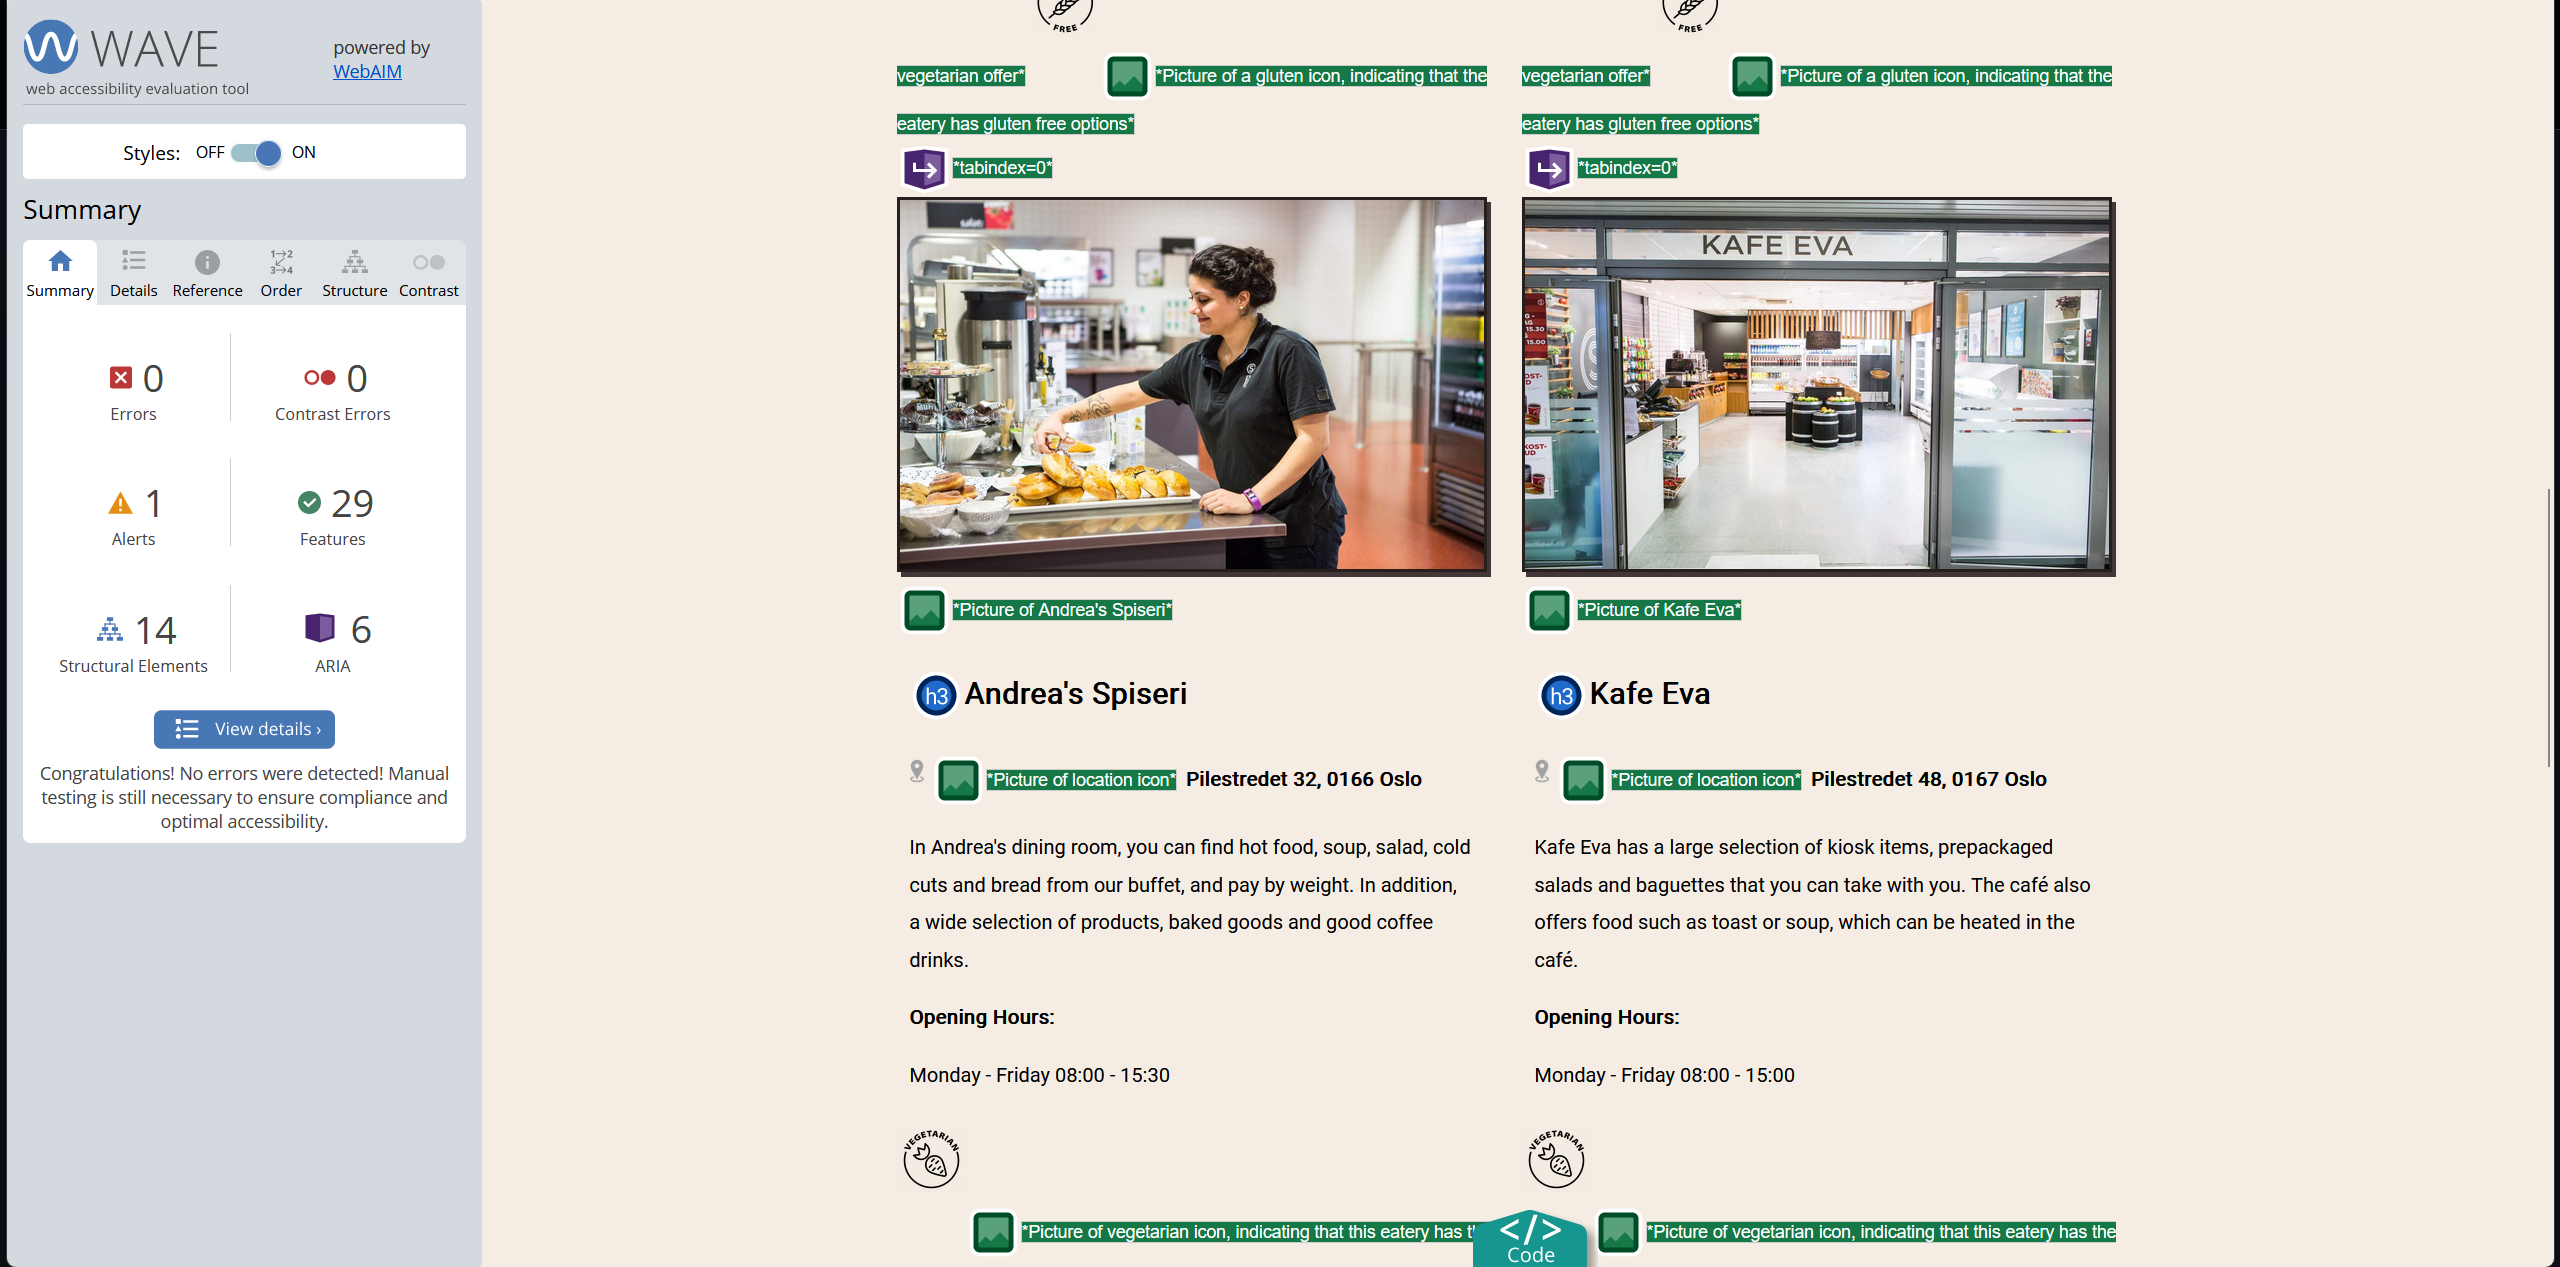 WAVE
powered by
WebAIM
web accessibility evaluation tool
Styles: OFF ON
Summary
1→2
3→4
Summary Details Reference Order Structure Contrast
0
Errors
0
Contrast Errors
1
Alerts
29
Features
14
Structural Elements
6
ARIA
View details ›
Congratulations! No errors were detected! Manual
testing is still necessary to ensure compliance and
optimal accessibility.
FREE
vegetarian offer* *Picture of a gluten icon, indicating that the
eatery has gluten free options*
*tabindex=0*
*Picture of Andrea's Spiseri*
h3 Andrea's Spiseri
*Picture of location icon* Pilestredet 32, 0166 Oslo
In Andrea's dining room, you can find hot food, soup, salad, cold
cuts and bread from our buffet, and pay by weight. In addition,
a wide selection of products, baked goods and good coffee
drinks.
Opening Hours:
Monday - Friday 08:00 - 15:30
VEGETARIAN
*Picture of vegetarian icon, indicating that this eatery has
FREE
vegetarian offer* *Picture of a gluten icon, indicating that the
eatery has gluten free options*
*tabindex=0*
KAFE EVA
15.30
15.00
*Picture of Kafe Eva*
h3 Kafe Eva
*Picture of location icon* Pilestredet 48, 0167 Oslo
Kafe Eva has a large selection of kiosk items, prepackaged
salads and baguettes that you can take with you. The café also
offers food such as toast or soup, which can be heated in the
café.
Opening Hours:
Monday - Friday 08:00 - 15:00
VEGETARIAN
*Picture of vegetarian icon, indicating that this eatery has the
</>
Code